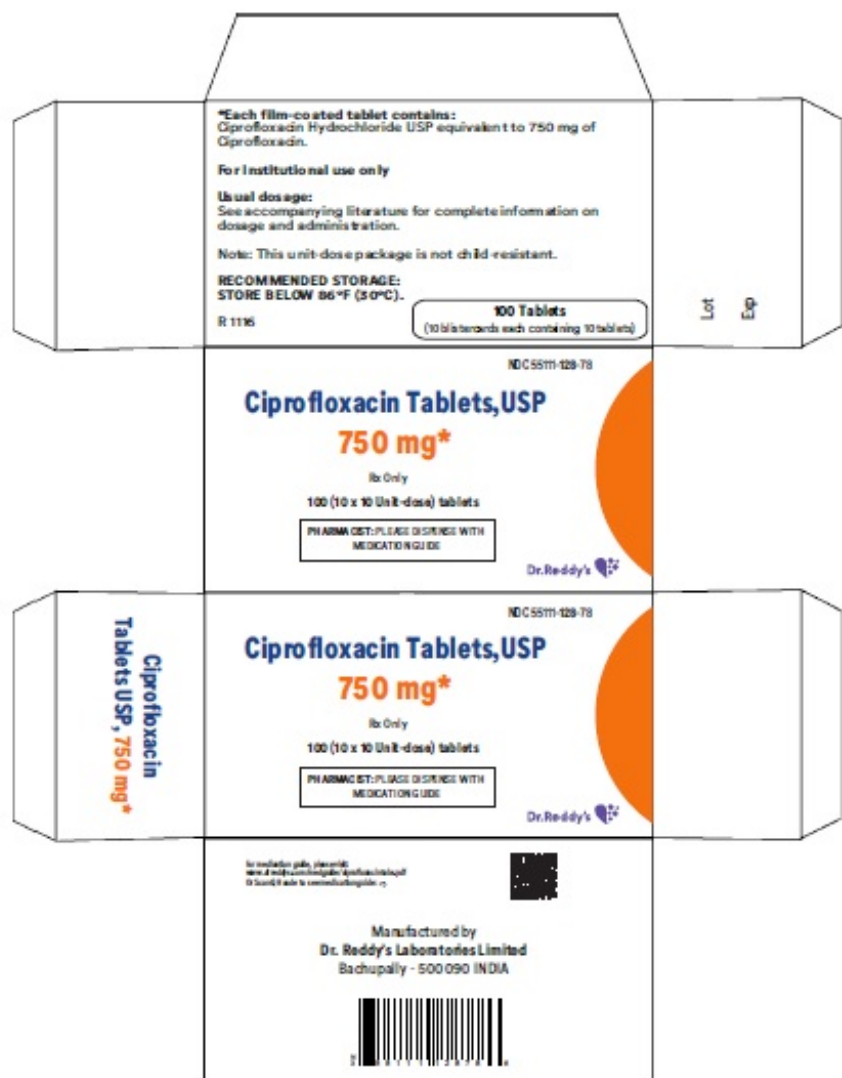 *Each film-coated tablet contains:
Ciprofloxacin Hydrochloride USP equivalent to 750 mg of
Ciprofloxacin.
For Institutional use only
Usual dosage:
See accompanying literature for complete information on
dosage and administration.
Note: This unit-dose package is not child-resistant.
RECOMMENDED STORAGE:
STORE BELOW 86°F (30°C).
R 1116
100 Tablets
(10 blistercards each containing 10 tablets)
Lot
Exp
NDC 55111-128-78
Ciprofloxacin Tablets,USP
750 mg*
Rx Only
100 (10 x 10 Unit-dose) tablets
PHARMACIST: PLEASE DISPENSE WITH
MEDICATION GUIDE
Dr.Reddy's
Ciprofloxacin
Tablets USP, 750 mg*
NDC 55111-128-78
Ciprofloxacin Tablets,USP
750 mg*
Rx Only
100 (10 x 10 Unit-dose) tablets
PHARMACIST: PLEASE DISPENSE WITH
MEDICATION GUIDE
Dr.Reddy's
For medication guide, please visit
Manufactured by
Dr. Reddy's Laboratories Limited
Bachupally - 500 090 INDIA